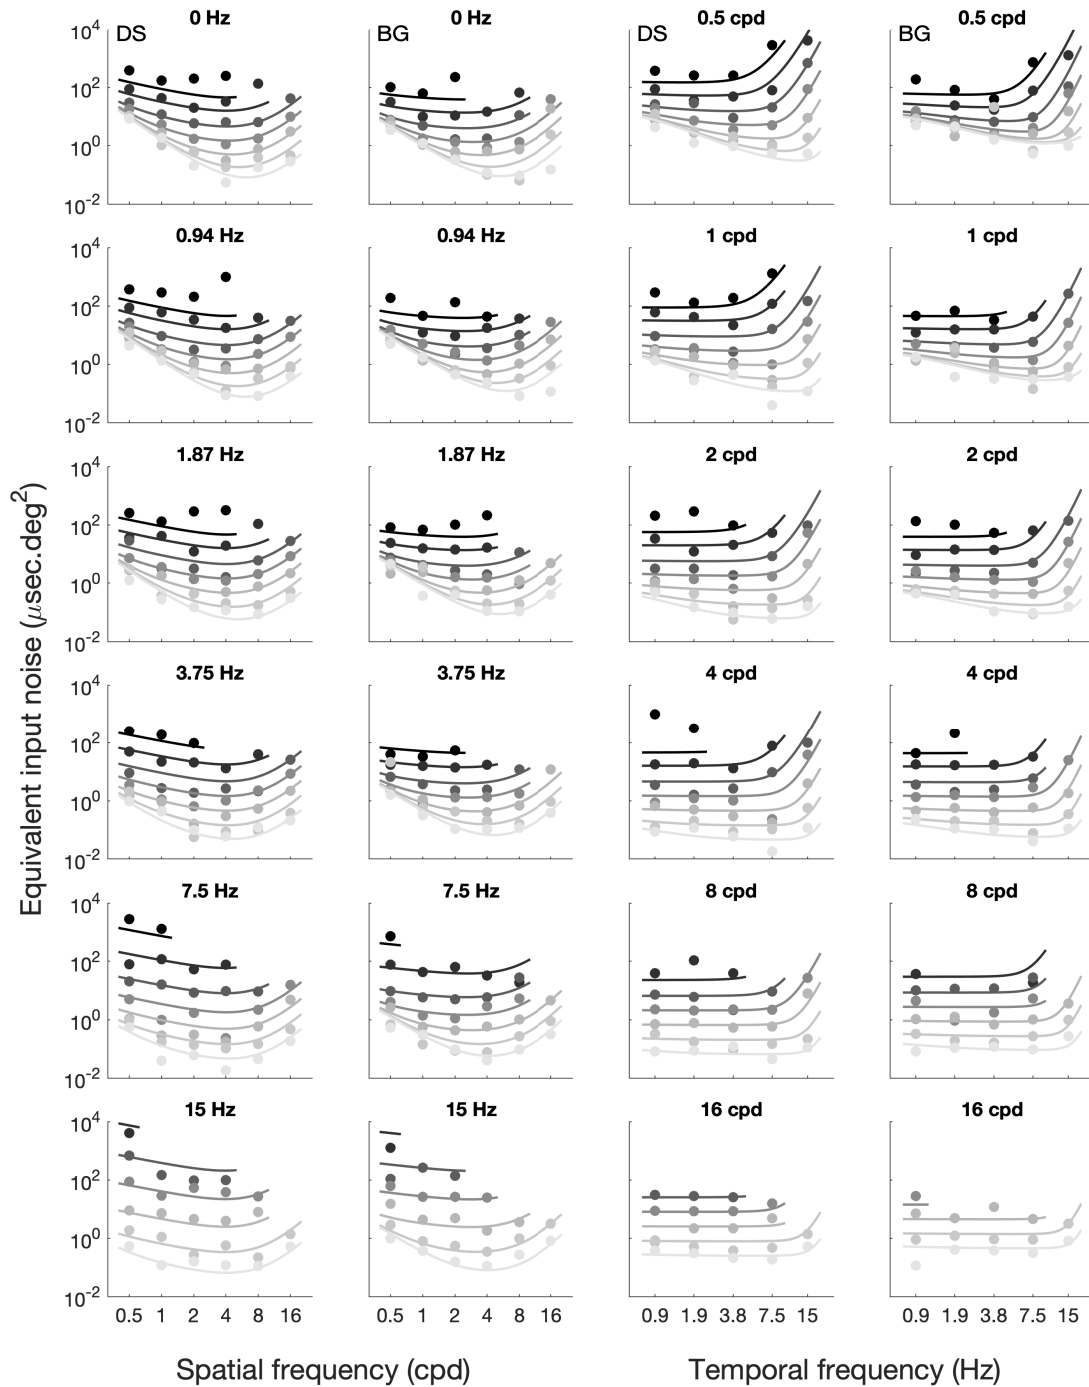 0 Hz 0 Hz 0.5 cpd 0.5 cpd
DS BG DS BG
10^4
10^2
10^0
10^-2
0.94 Hz 0.94 Hz 1 cpd 1 cpd
10^4
10^2
10^0
10^-2
1.87 Hz 1.87 Hz 2 cpd 2 cpd
10^4
10^2
10^0
10^-2
3.75 Hz 3.75 Hz 4 cpd 4 cpd
10^4
10^2
10^0
10^-2
7.5 Hz 7.5 Hz 8 cpd 8 cpd
10^4
10^2
10^0
10^-2
15 Hz 15 Hz 16 cpd 16 cpd
10^4
10^2
10^0
10^-2
Equivalent input noise (μsec.deg^2)
0.5 1 2 4 8 16 0.5 1 2 4 8 16 0.9 1.9 3.8 7.5 15 0.9 1.9 3.8 7.5 15
Spatial frequency (cpd) Temporal frequency (Hz)